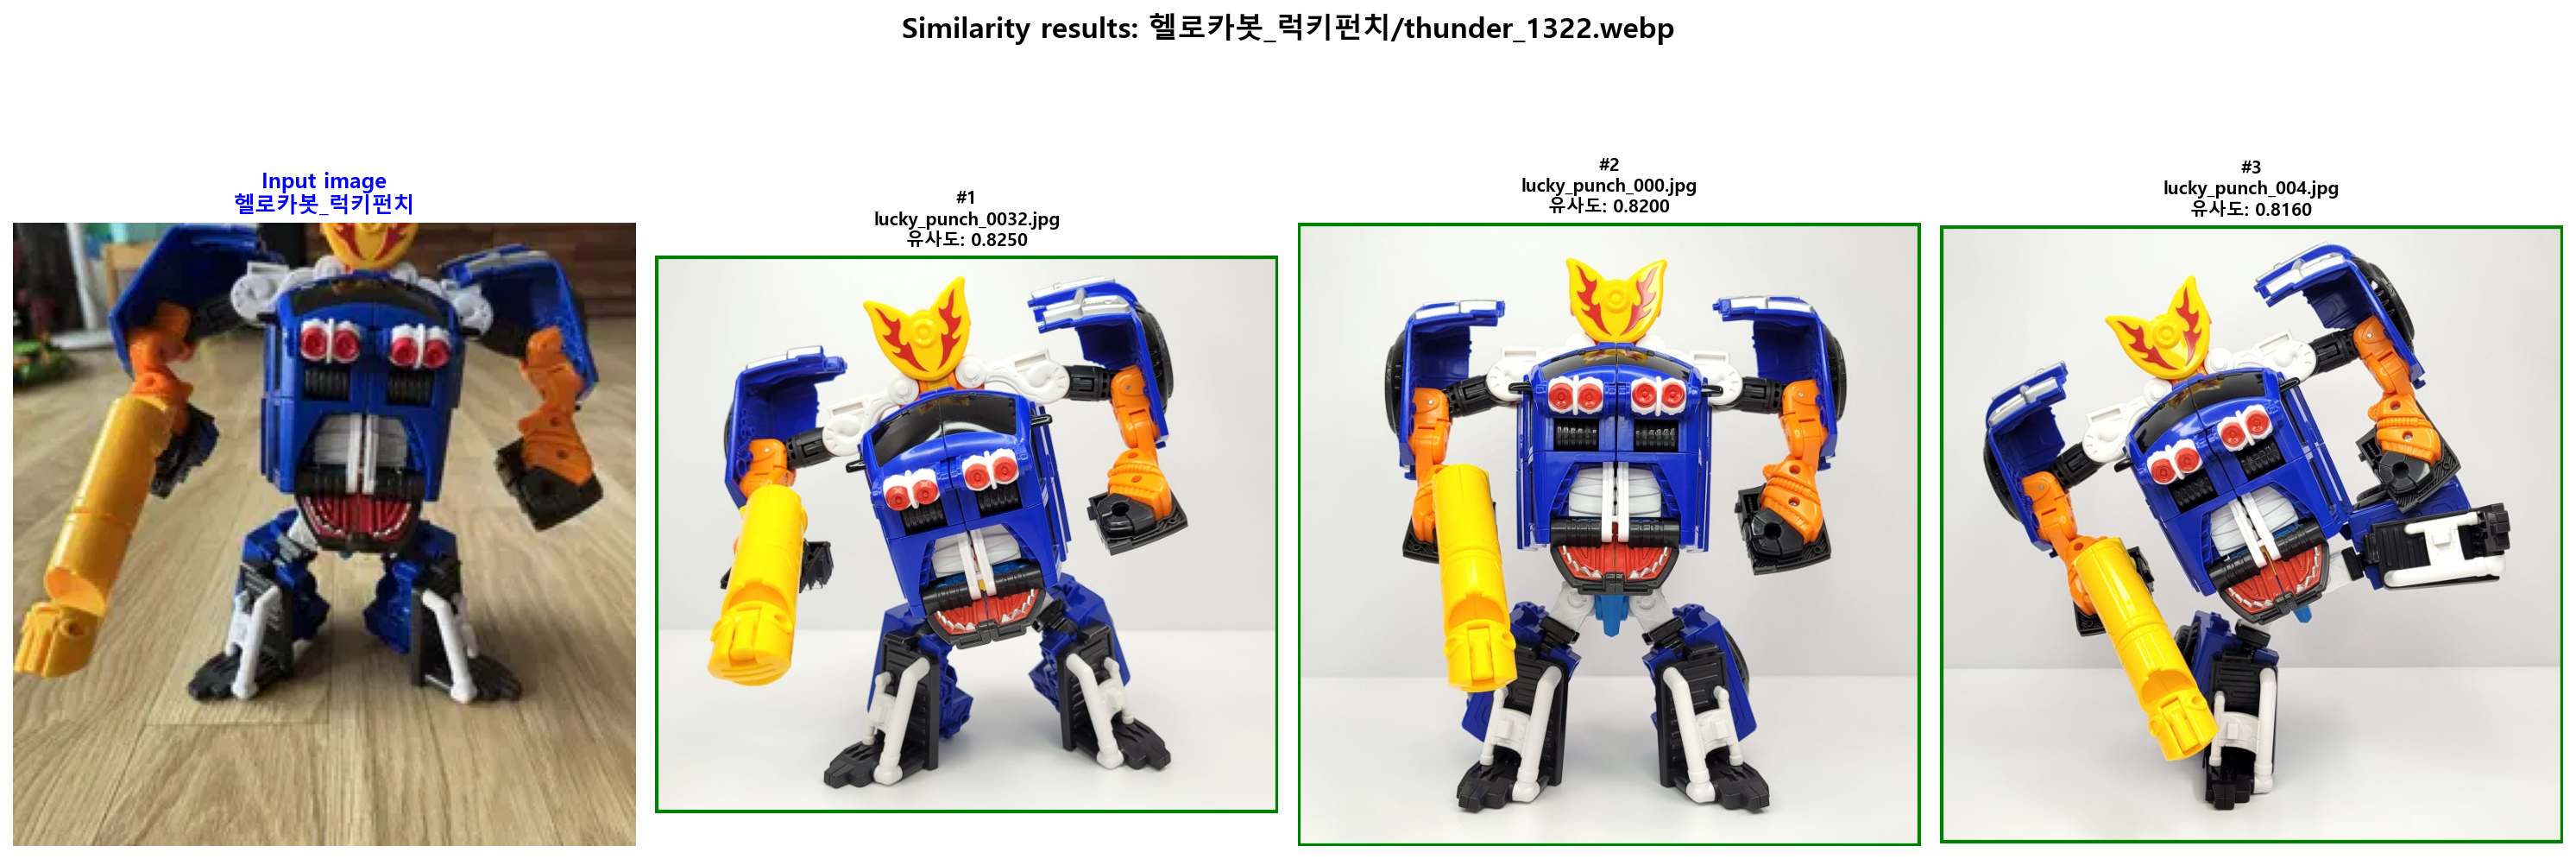 Similarity results: 헬로카봇_럭키펀치/thunder_1322.webp
Input image
헬로카봇_럭키펀치
#1
lucky_punch_0032.jpg
유사도: 0.8250
#2
lucky_punch_000.jpg
유사도: 0.8200
#3
lucky_punch_004.jpg
유사도: 0.8160